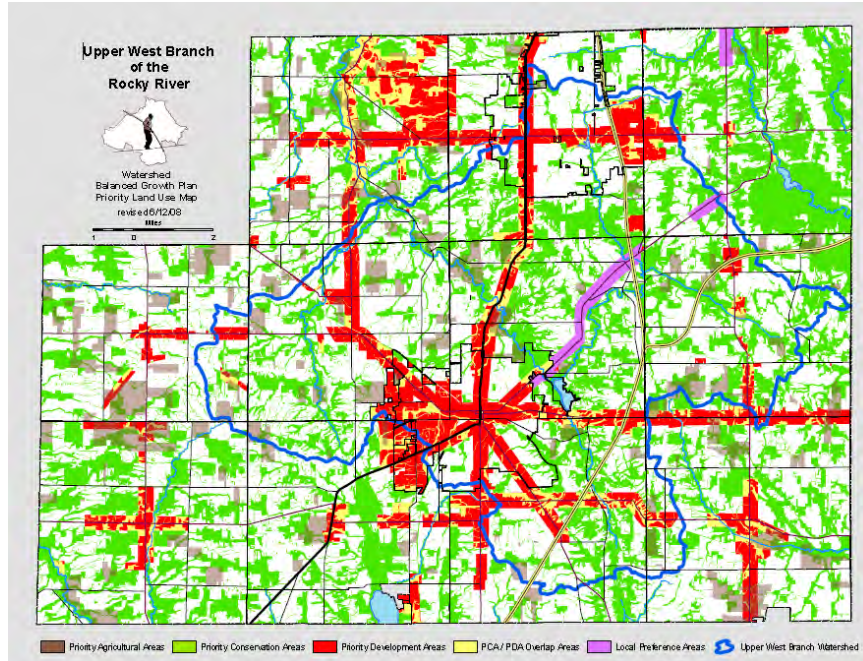 Upper West Branch
of the
Rocky River
Watershed
Balanced Growth Plan
Priority Land Use Map
revised 6/12/08
Miles
1 0 2
Priority Agricultural Areas Priority Conservation Areas Priority Development Areas PCA / PDA Overlap Areas Local Preference Areas Upper West Branch Watershed